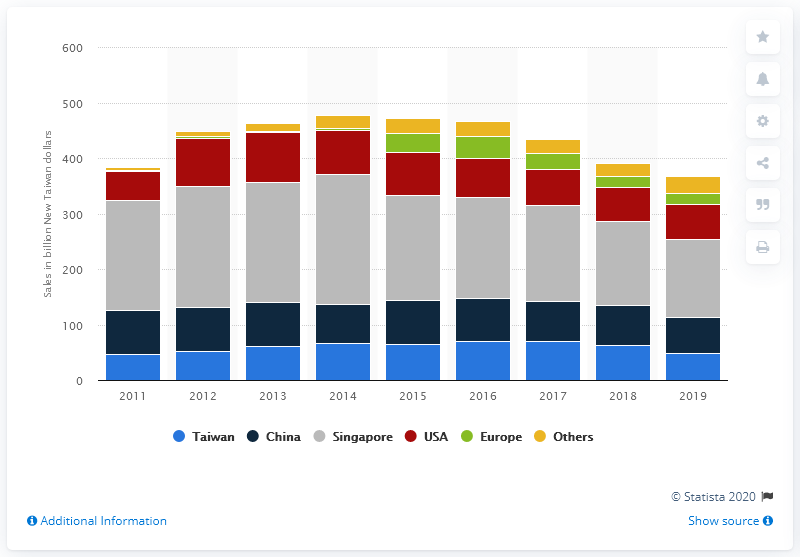 600
500
400
300
200
100
0
Sales in billion New Taiwan dollars
2011 2012 2013 2014 2015 2016 2017 2018 2019
Taiwan China Singapore USA Europe Others
© Statista 2020
Additional Information
Show source